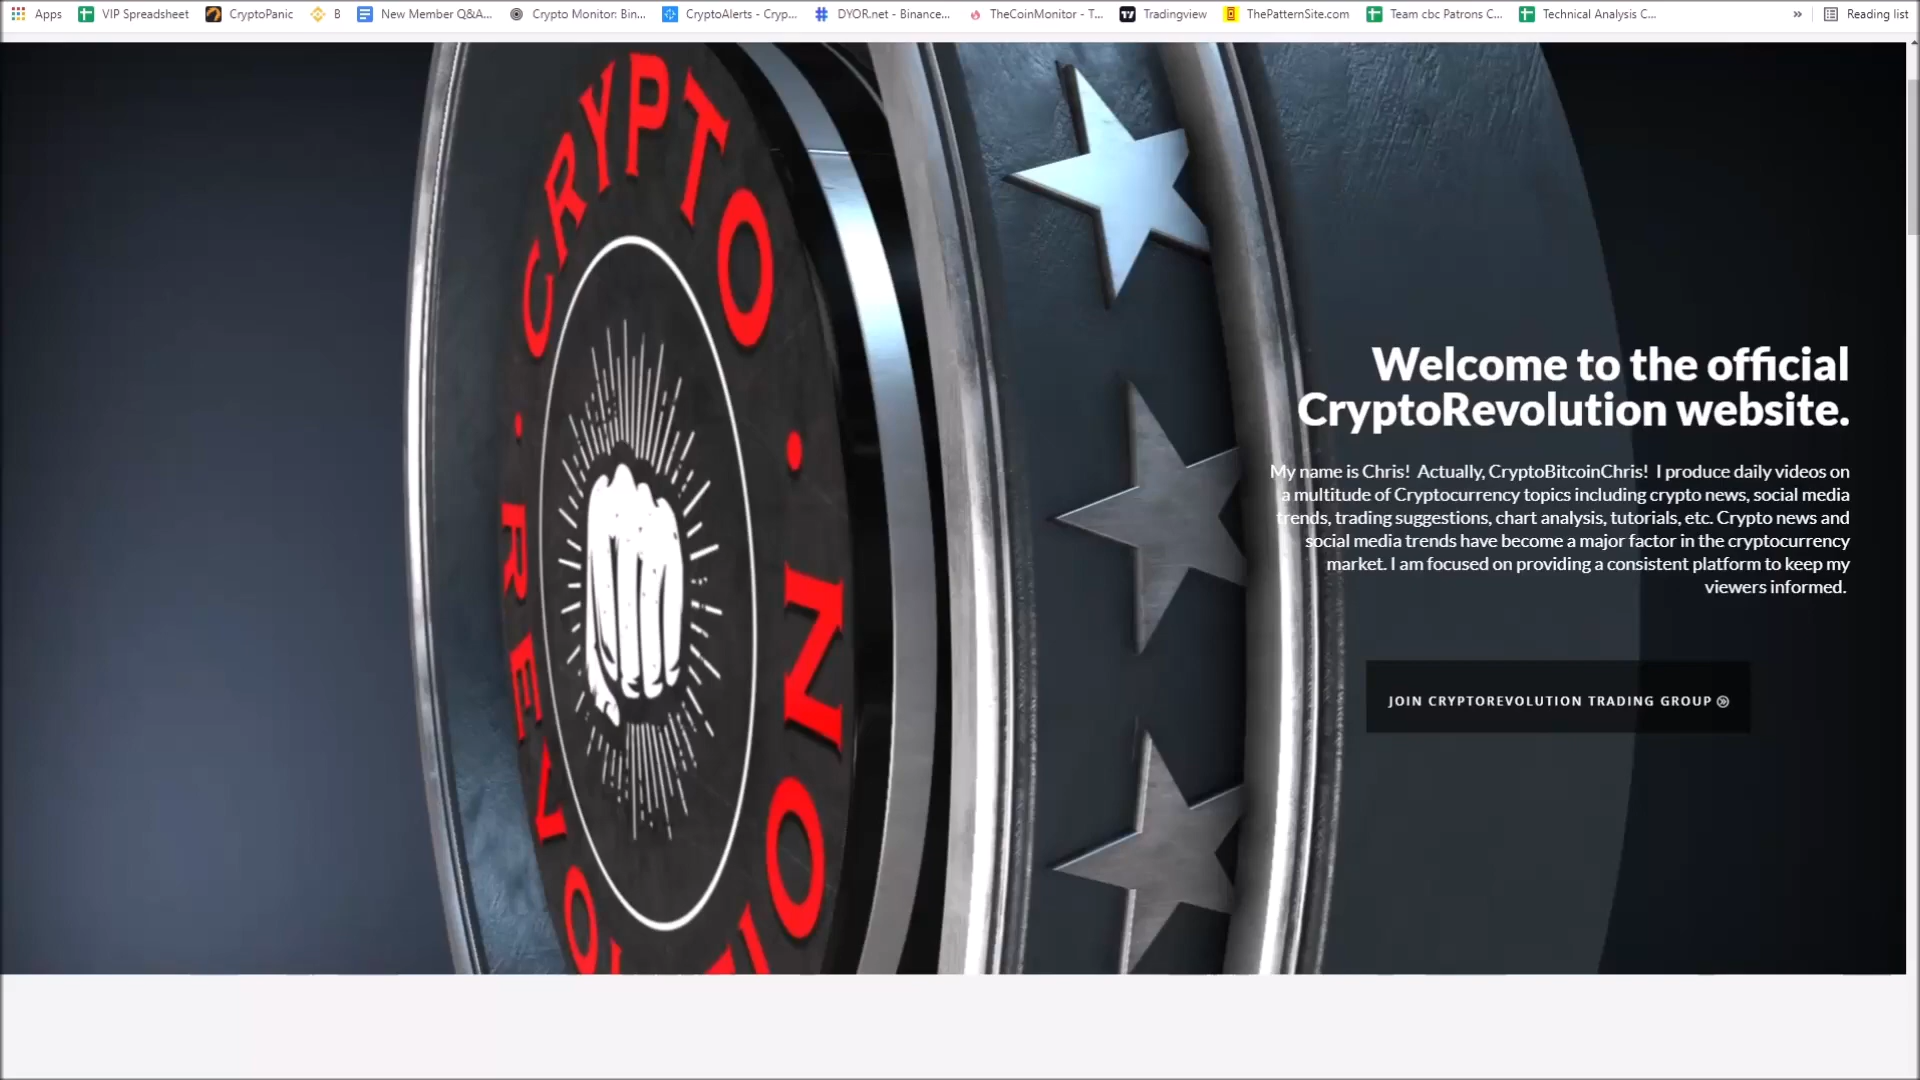 Apps VIP Spreadsheet CryptoPanic B New Member Q&A... Crypto Monitor: Bin... CryptoAlerts - Cryp... DYOR.net - Binance... TheCoinMonitor - T... Tradingview ThePatternSite.com Team cbc Patrons C... Technical Analysis C... » Reading list
CRYPTO
· REVOLUTION ·
Welcome to the official
CryptoRevolution website.
My name is Chris! Actually, CryptoBitcoinChris! I produce daily videos on
a multitude of Cryptocurrency topics including crypto news, social media
trends, trading suggestions, chart analysis, tutorials, etc. Crypto news and
social media trends have become a major factor in the cryptocurrency
market. I am focused on providing a consistent platform to keep my
viewers informed.
JOIN CRYPTOREVOLUTION TRADING GROUP